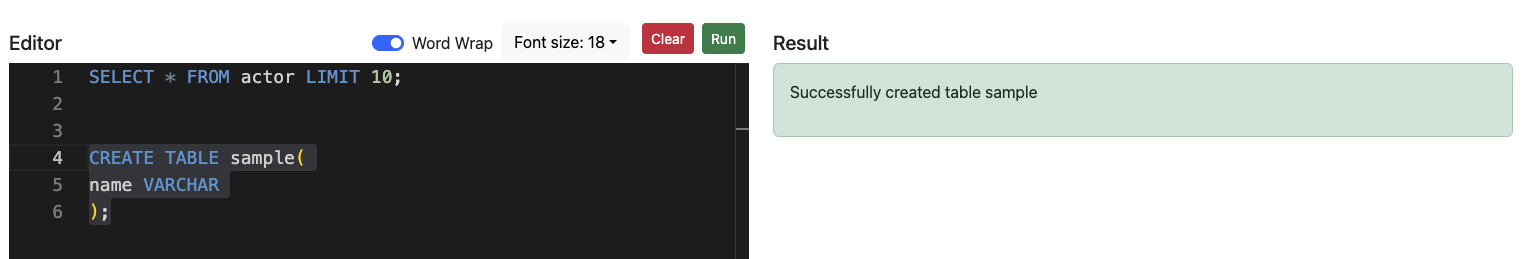 Editor
Word Wrap
Font size: 18
Clear
Run
1 SELECT * FROM actor LIMIT 10;
2
3
4 CREATE TABLE sample(
5 name VARCHAR
6 );
Result
Successfully created table sample